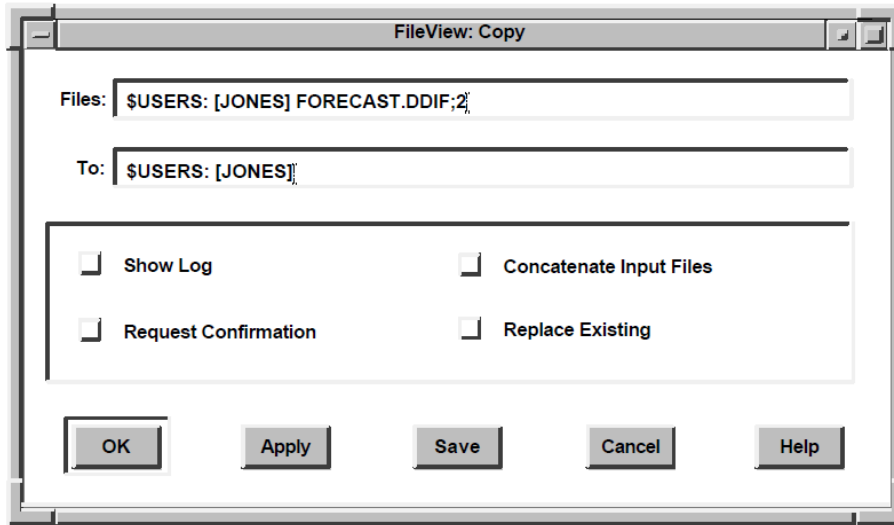 FileView: Copy
Files: $USERS: [JONES] FORECAST.DDIF;2
To: $USERS: [JONES]
Show Log Concatenate Input Files
Request Confirmation Replace Existing
OK Apply Save Cancel Help